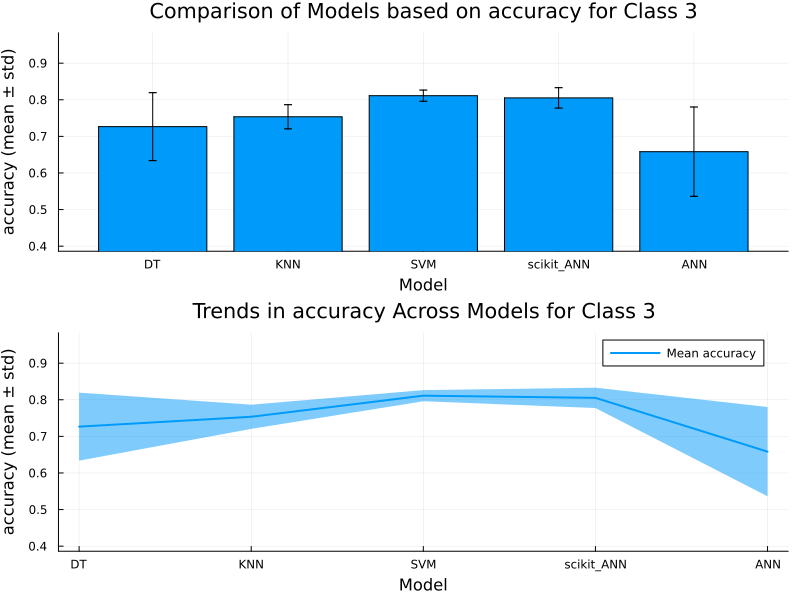 Comparison of Models based on accuracy for Class 3
accuracy (mean ± std)
0.9
0.8
0.7
0.6
0.5
0.4
DT KNN SVM scikit_ANN ANN
Model
Trends in accuracy Across Models for Class 3
accuracy (mean ± std)
Mean accuracy
0.9
0.8
0.7
0.6
0.5
0.4
DT KNN SVM scikit_ANN ANN
Model